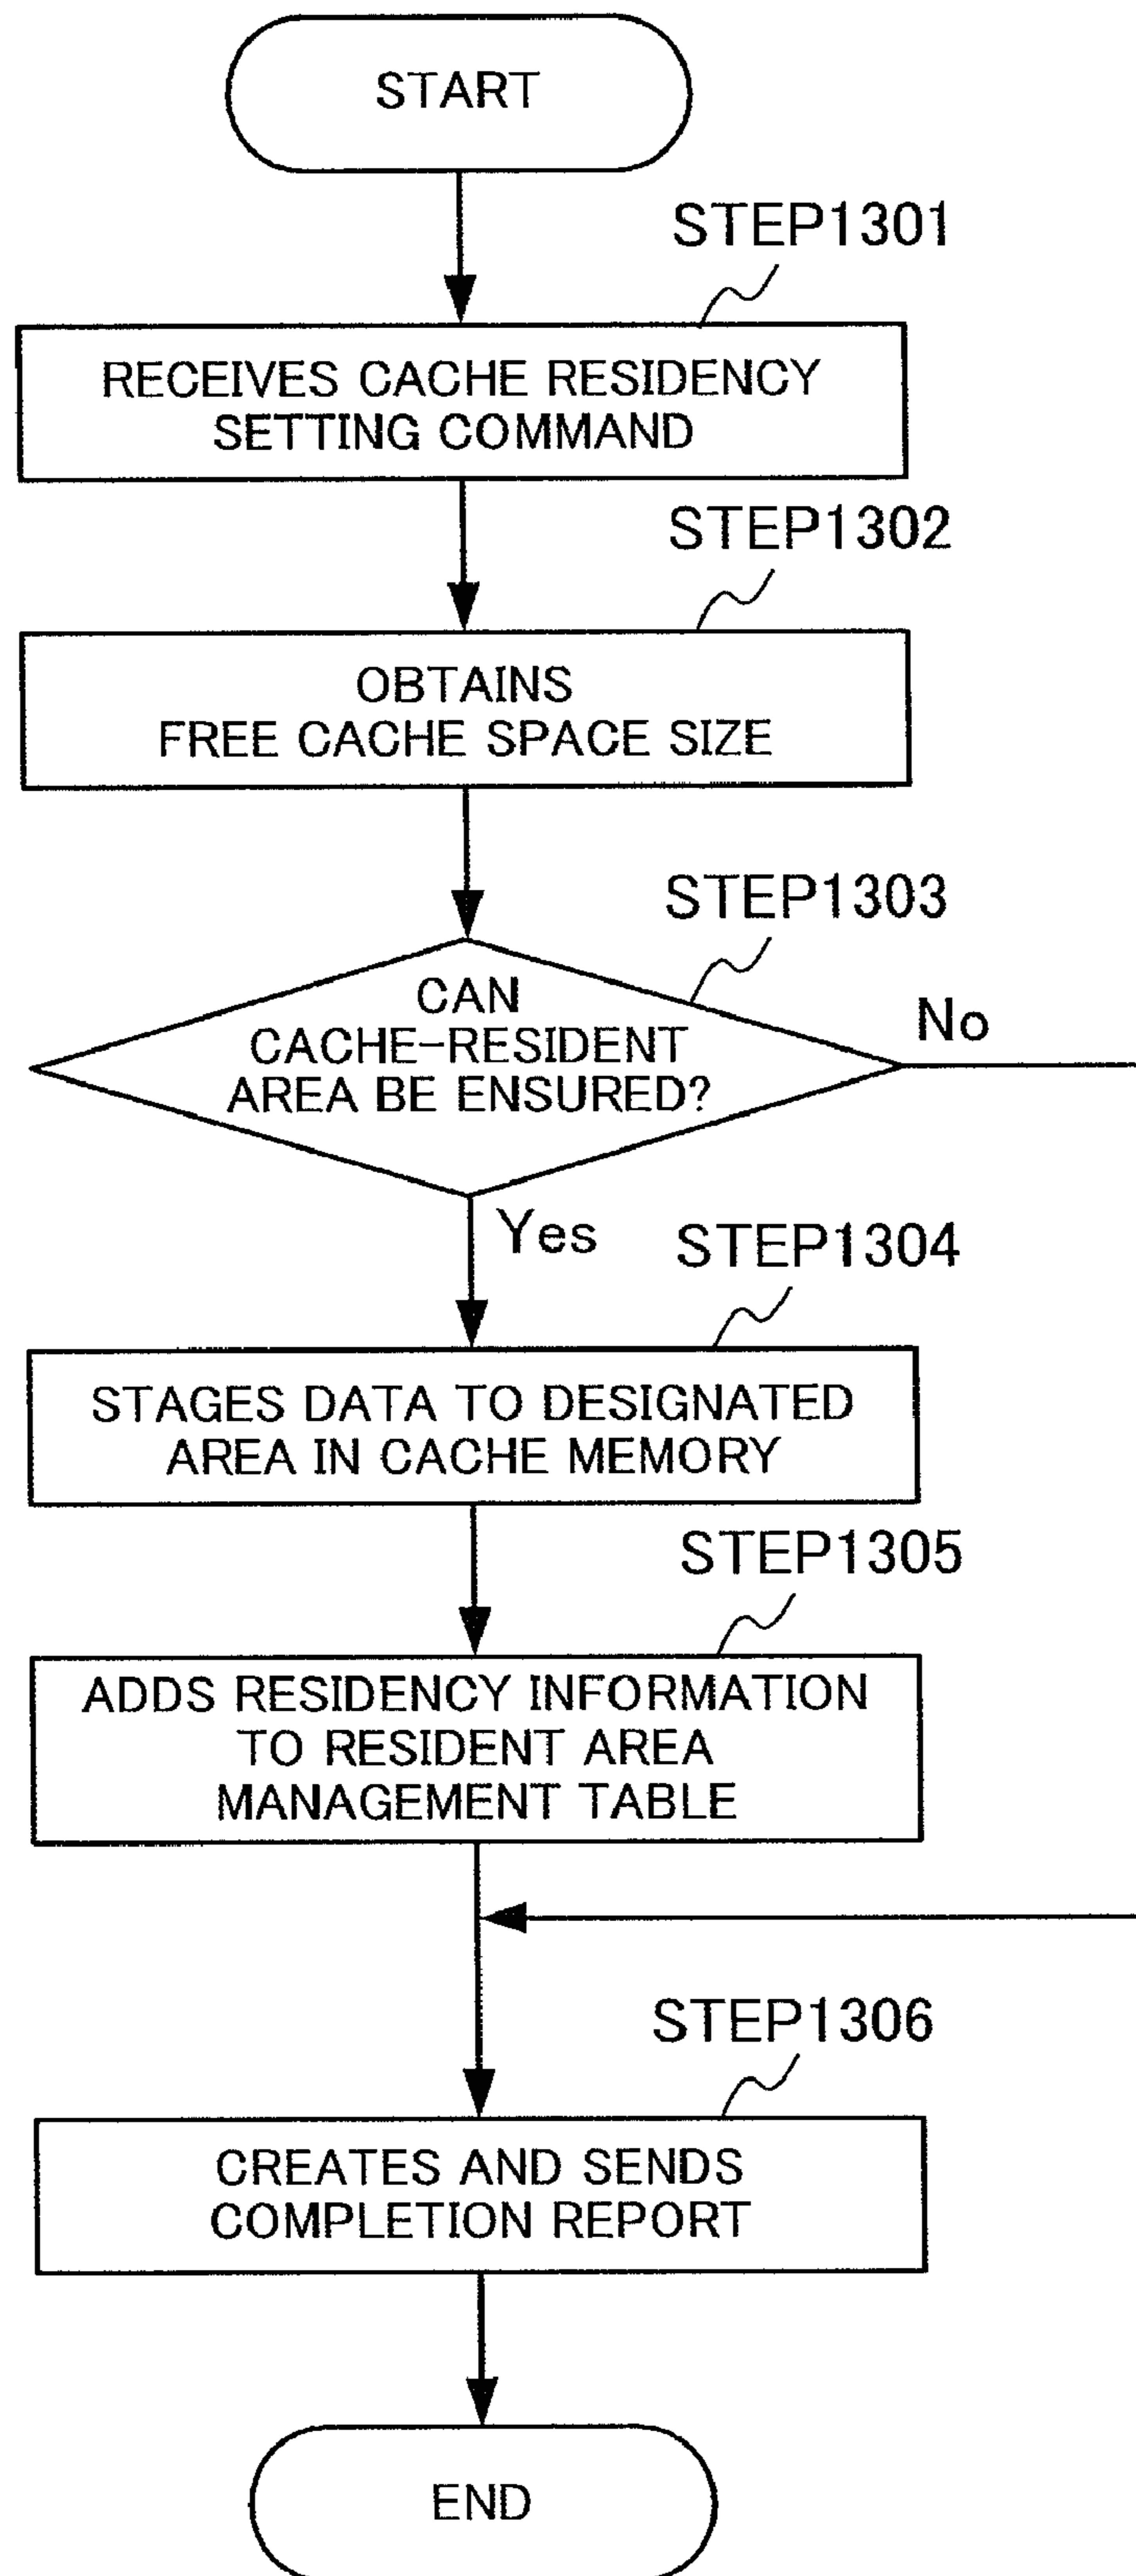 START
STEP1301
RECEIVES CACHE RESIDENCY
SETTING COMMAND
STEP1302
OBTAINS
FREE CACHE SPACE SIZE
STEP1303
CAN
CACHE-RESIDENT
AREA BE ENSURED?
No
Yes
STEP1304
STAGES DATA TO DESIGNATED
AREA IN CACHE MEMORY
STEP1305
ADDS RESIDENCY INFORMATION
TO RESIDENT AREA
MANAGEMENT TABLE
STEP1306
CREATES AND SENDS
COMPLETION REPORT
END